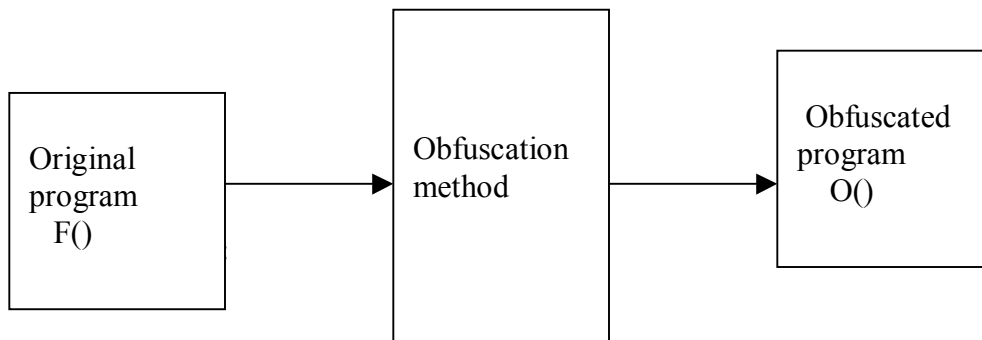 Original
program
F()
Obfuscation
method
Obfuscated
program
O()